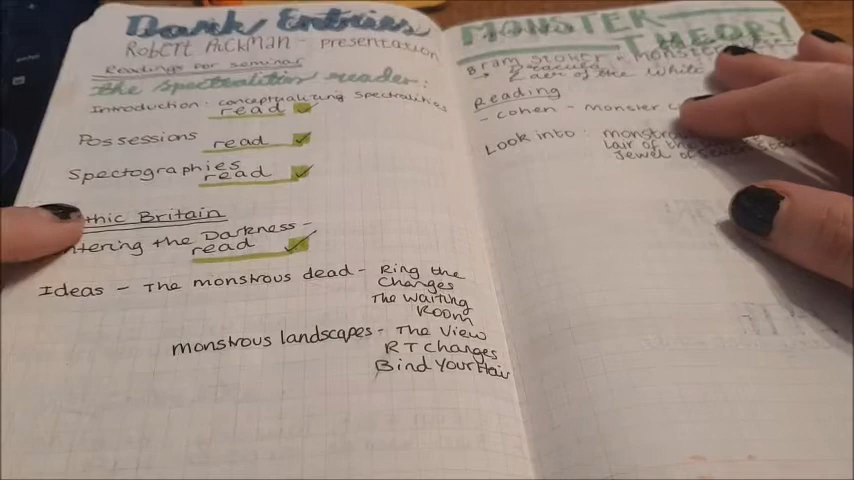 Dark Entries
Robert Aickman - presentation
Readings for seminar
the spectralities reader:
Introduction: conceptualizing spectralities
read
Possessions read
Spectographies
read
thic Britain
ntering the Darkness -
read
Ideas - The monstrous dead - Ring the
Changes
The Waiting
Room
monstrous landscapes - The View
RT Changes
Bind Your Hair
MONSTER
THEORY
Bram Stoker - Monster
Dracula
Lair of the White
Reading
- Cohen - Monster
Look into: monstro
Lair of the
Jewel of Seven Stars